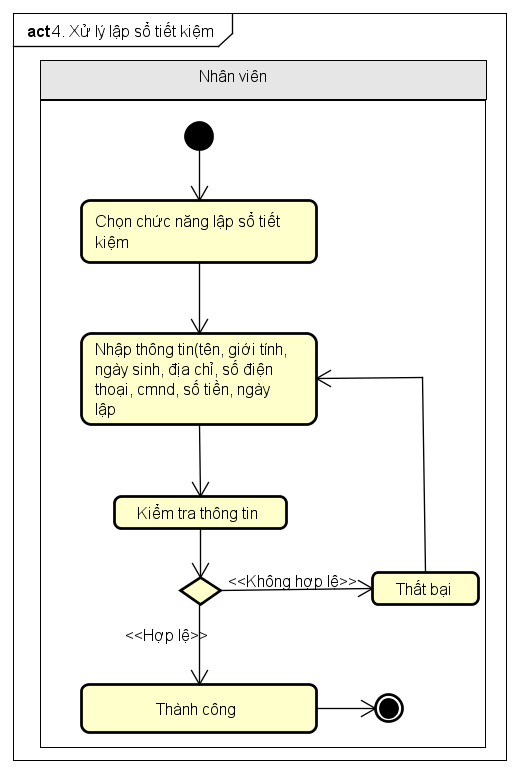 act 4. Xử lý lập sổ tiết kiệm
Nhân viên
Chọn chức năng lập sổ tiết
kiệm
Nhập thông tin(tên, giới tính,
ngày sinh, địa chỉ, số điện
thoại, cmnd, số tiền, ngày
lập
Kiểm tra thông tin
<<Không hợp lệ>>
Thất bại
<<Hợp lệ>>
Thành công